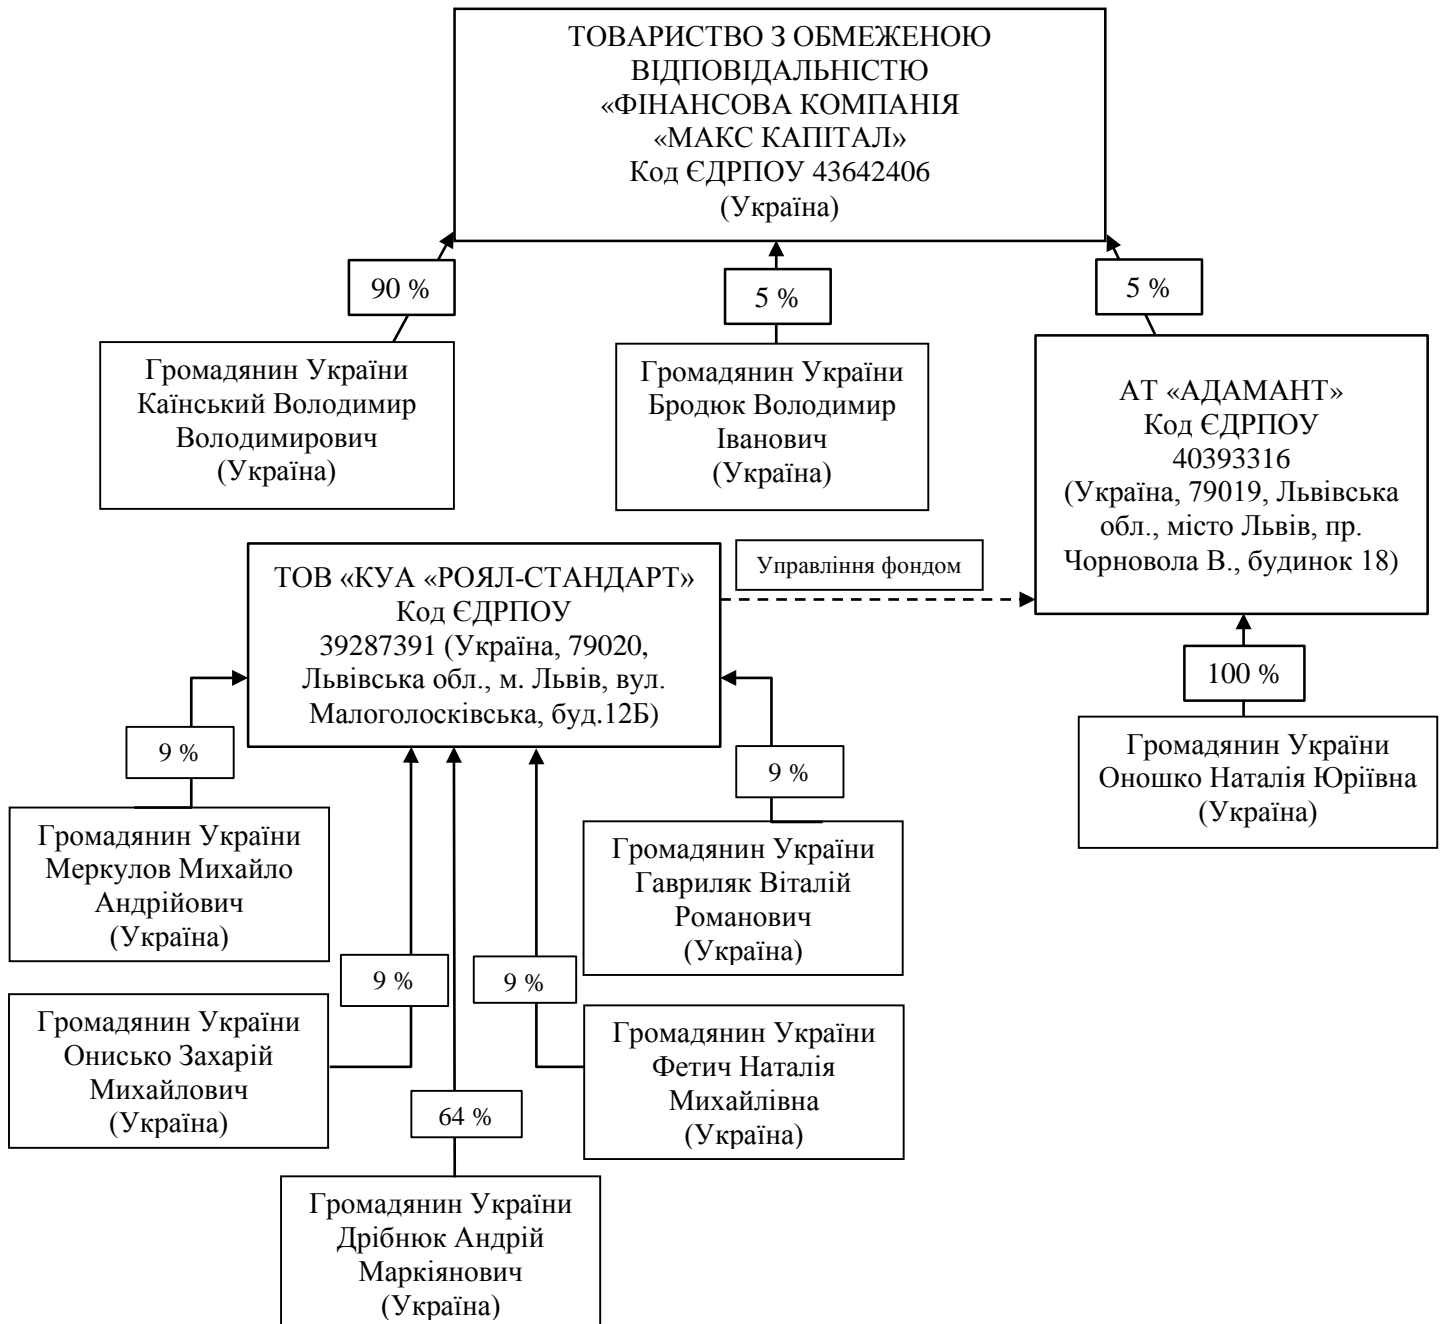 ТОВАРИСТВО З ОБМЕЖЕНОЮ
ВІДПОВІДАЛЬНІСТЮ
«ФІНАНСОВА КОМПАНІЯ
«МАКС КАПІТАЛ»
Код ЄДРПОУ 43642406
(Україна)
90 %
5 %
5 %
Громадянин України
Каїнський Володимир
Володимирович
(Україна)
Громадянин України
Бродюк Володимир
Іванович
(Україна)
АТ «АДАМАНТ»
Код ЄДРПОУ
40393316
(Україна, 79019, Львівська
обл., місто Львів, пр.
Чорновола В., будинок 18)
Управління фондом
ТОВ «КУА «РОЯЛ-СТАНДАРТ»
Код ЄДРПОУ
39287391 (Україна, 79020,
Львівська обл., м. Львів, вул.
Малоголосківська, буд.12Б)
100 %
Громадянин України
Оношко Наталія Юріївна
(Україна)
9 %
9 %
Громадянин України
Меркулов Михайло
Андрійович
(Україна)
Громадянин України
Гавриляк Віталій
Романович
(Україна)
9 %
9 %
Громадянин України
Онисько Захарій
Михайлович
(Україна)
Громадянин України
Фетич Наталія
Михайлівна
(Україна)
64 %
Громадянин України
Дрібнюк Андрій
Маркіянович
(Україна)